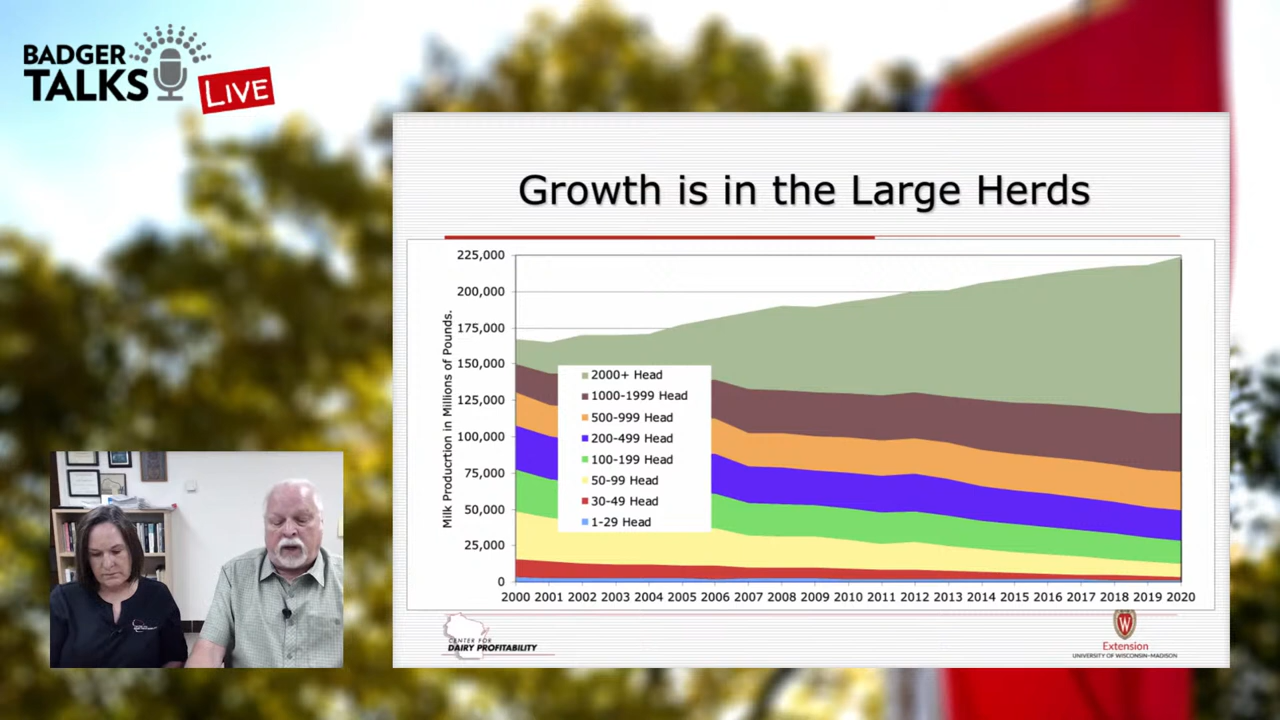 BADGER
TALKS
LIVE
Growth is in the Large Herds
Milk Producrtion in Millions of Pounds.
225,000
200,000
175,000
150,000
125,000
100,000
75,000
50,000
25,000
0
2000+ Head
1000-1999 Head
500-999 Head
200-499 Head
100-199 Head
50-99 Head
30-49 Head
1-29 Head
2000 2001 2002 2003 2004 2005 2006 2007 2008 2009 2010 2011 2012 2013 2014 2015 2016 2017 2018 2019 2020
CENTER FOR
DAIRY PROFITABILITY
W
Extension
UNIVERSITY OF WISCONSIN–MADISON